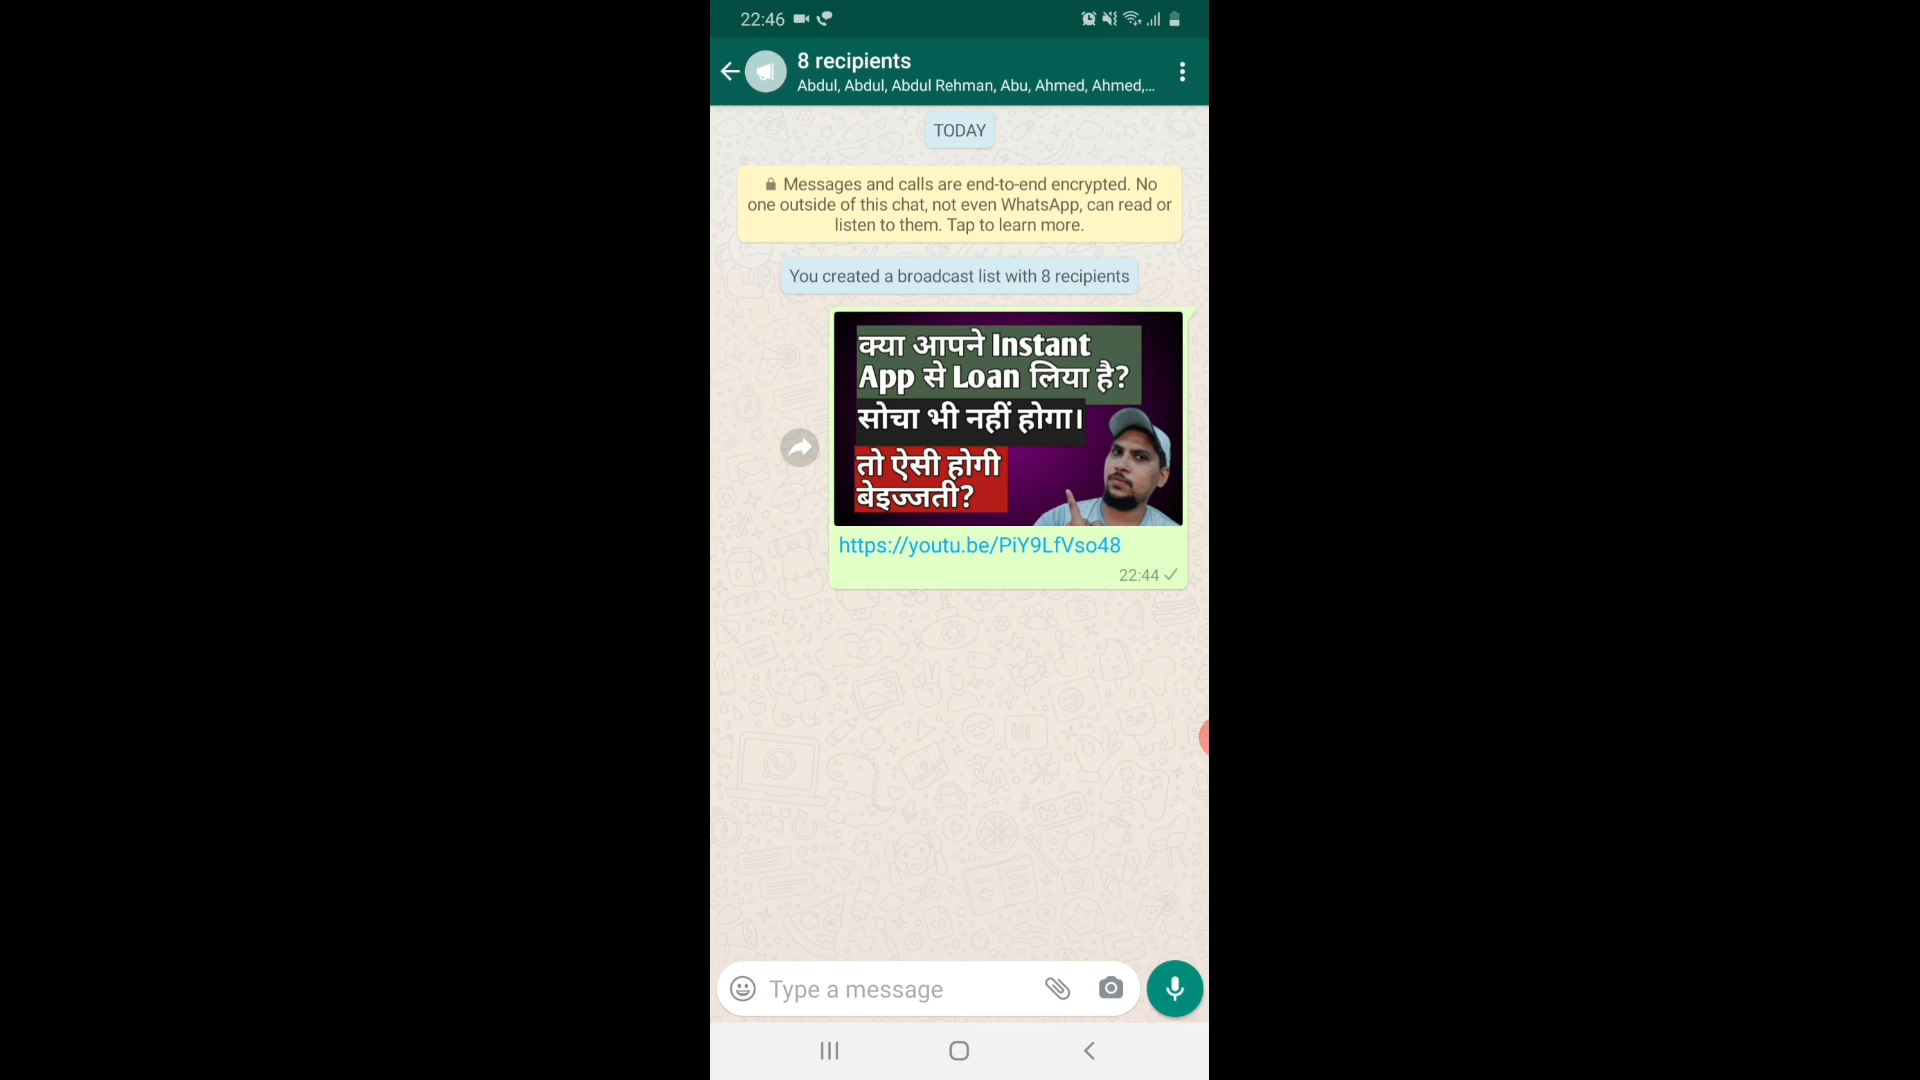 22:46
8 recipients
Abdul, Abdul, Abdul Rehman, Abu, Ahmed, Ahmed,...
TODAY
Messages and calls are end-to-end encrypted. No
one outside of this chat, not even WhatsApp, can read or
listen to them. Tap to learn more.
You created a broadcast list with 8 recipients
क्या आपने Instant
App से Loan लिया है?
सोचा भी नहीं होगा।
तो ऐसी होगी
बेइज्जती?
https://youtu.be/PiY9LfVso48
22:44
Type a message